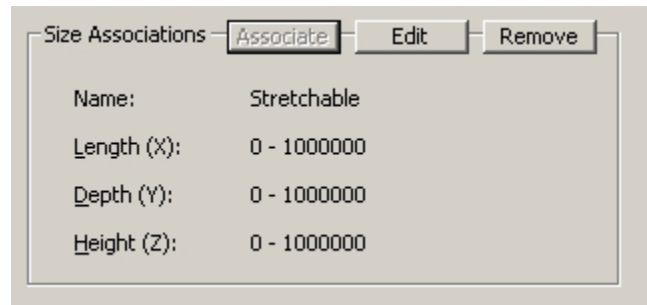 Size Associations Associate Edit Remove
Name: Stretchable
Length (X): 0 - 1000000
Depth (Y): 0 - 1000000
Height (Z): 0 - 1000000